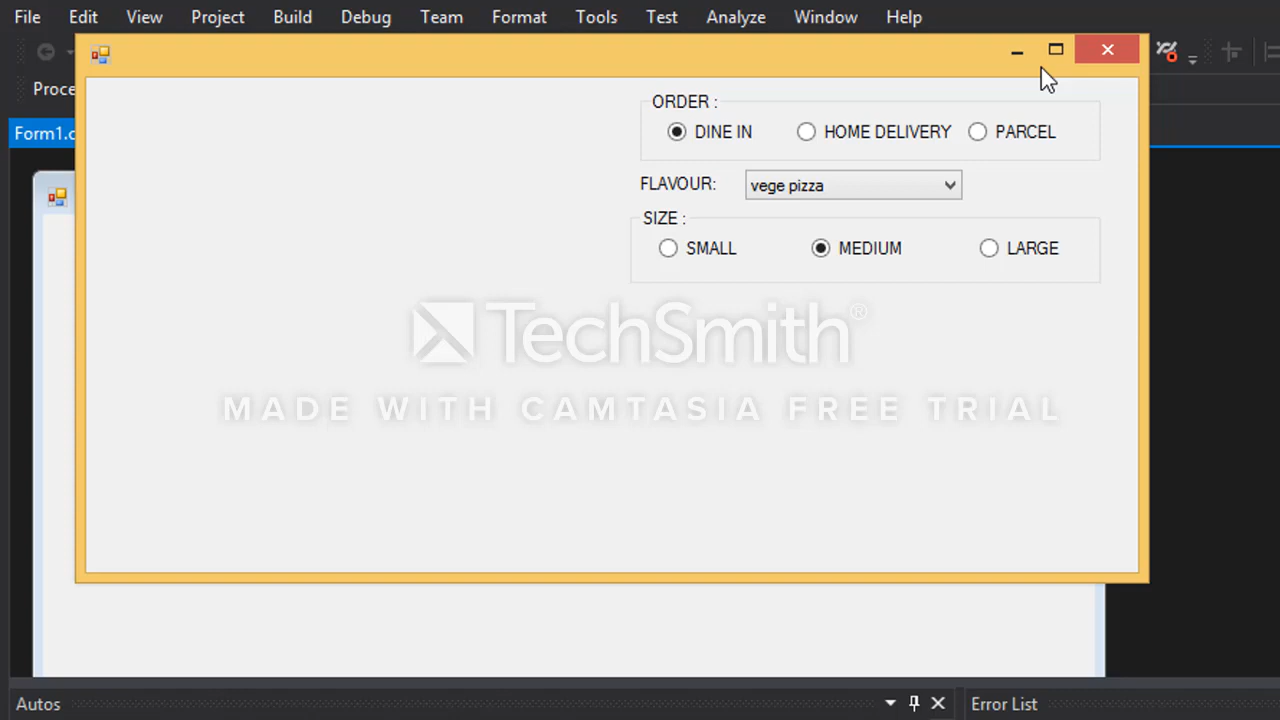 File Edit View Project Build Debug Team Format Tools Test Analyze Window Help
Proce
Form1.c
ORDER :
DINE IN HOME DELIVERY PARCEL
FLAVOUR: vege pizza
SIZE :
SMALL MEDIUM LARGE
TechSmith®
MADE WITH CAMTASIA FREE TRIAL
Autos Error List